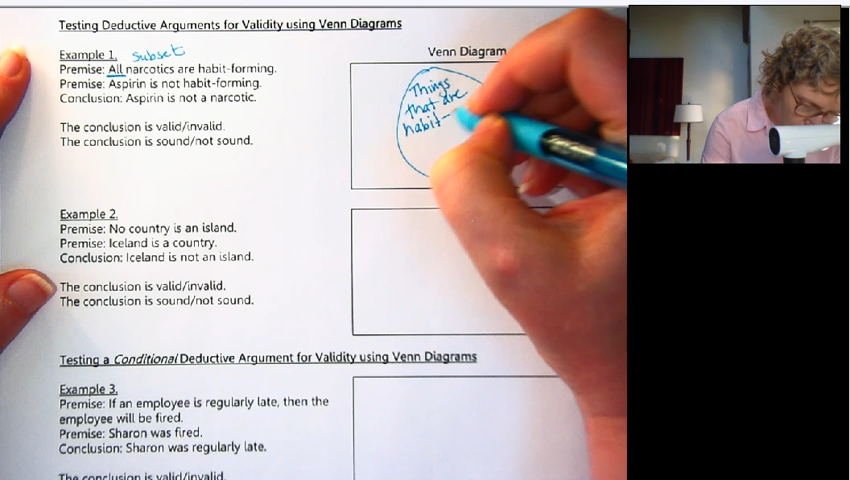 Testing Deductive Arguments for Validity using Venn Diagrams
Example 1. subset
Venn Diagram
Premise: All narcotics are habit-forming.
Premise: Aspirin is not habit-forming.
Conclusion: Aspirin is not a narcotic.
Things
that are
habit-
The conclusion is valid/invalid.
The conclusion is sound/not sound.
Example 2.
Premise: No country is an island.
Premise: Iceland is a country.
Conclusion: Iceland is not an island.
The conclusion is valid/invalid.
The conclusion is sound/not sound.
Testing a Conditional Deductive Argument for Validity using Venn Diagrams
Example 3.
Premise: If an employee is regularly late, then the
employee will be fired.
Premise: Sharon was fired.
Conclusion: Sharon was regularly late.
The conclusion is valid/invalid.